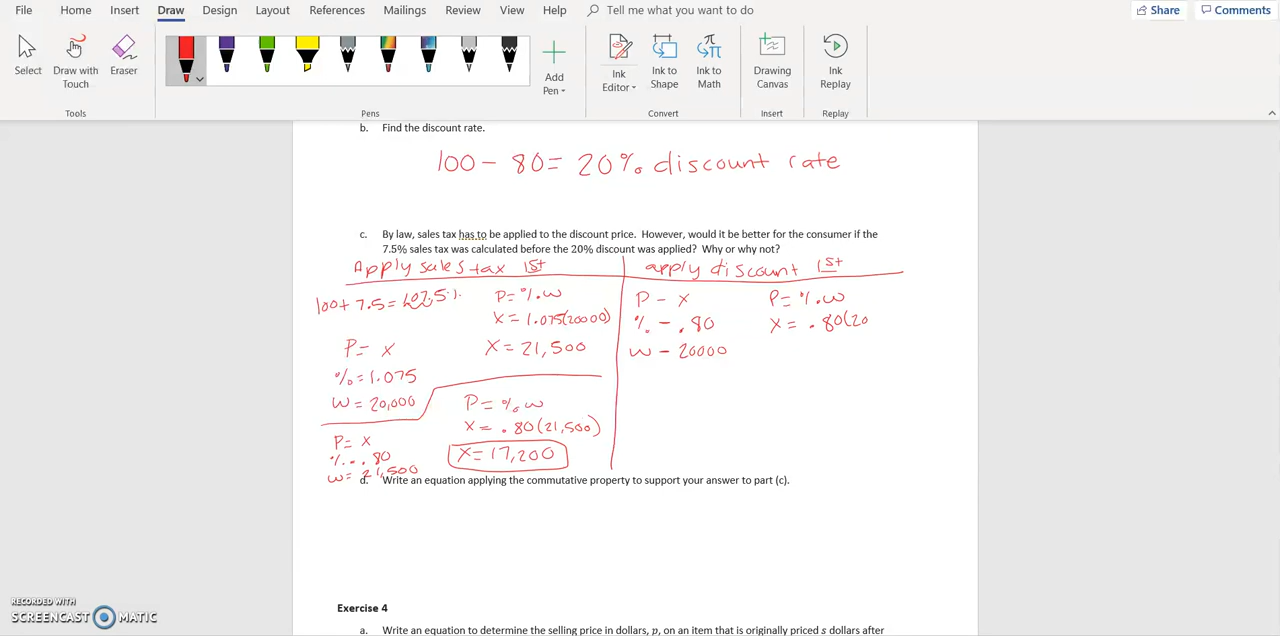 File Home Insert Draw Design Layout References Mailings Review View Help Tell me what you want to do Share Comments
Select Draw with Touch Eraser Add Pen Ink Editor Ink to Shape Ink to Math Drawing Canvas Ink Replay
Tools Pens Convert Insert Replay
b. Find the discount rate.
100 - 80 = 20% discount rate
c. By law, sales tax has to be applied to the discount price. However, would it be better for the consumer if the
7.5% sales tax was calculated before the 20% discount was applied? Why or why not?
Apply sales tax 1st
100 + 7.5 = 107.5%
P = %.w
x = 1.075(20000)
x = 21,500
P = x
% = 1.075
w = 20,000
P = x
% - .80
w = 21,500
P = %.w
x = .80(21,500)
x = 17,200
apply discount 1st
P - x
% - .80
w - 20000
P = %.w
x = .80(20
d. Write an equation applying the commutative property to support your answer to part (c).
Exercise 4
a. Write an equation to determine the selling price in dollars, p, on an item that is originally priced s dollars after
RECORDED WITH
SCREENCAST MATIC